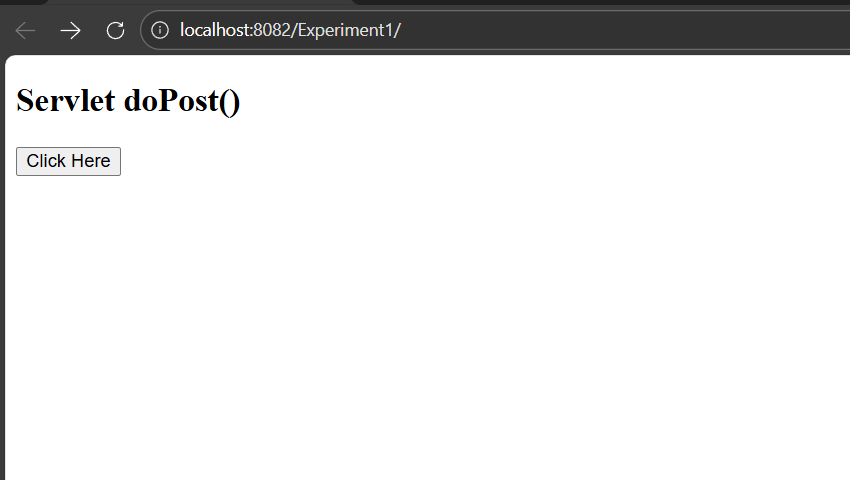 localhost:8082/Experiment1/
Servlet doPost()
Click Here